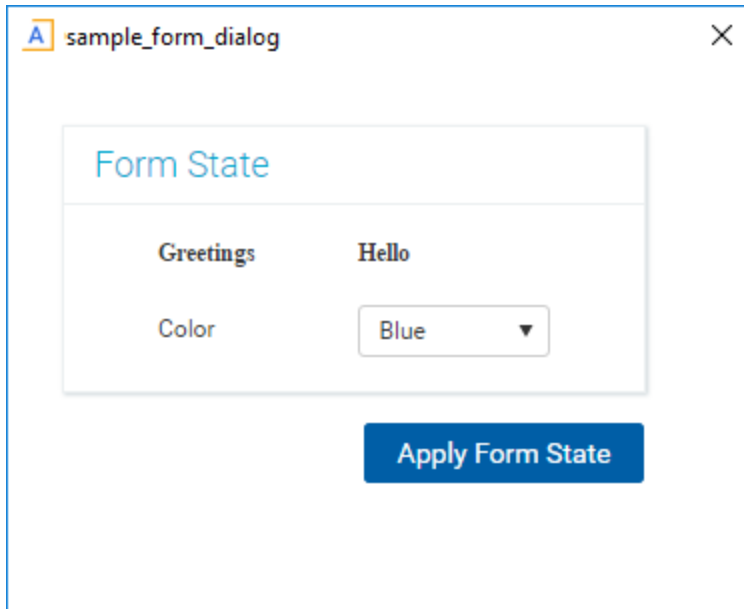 A sample_form_dialog
Form State
Greetings Hello
Color Blue
Apply Form State